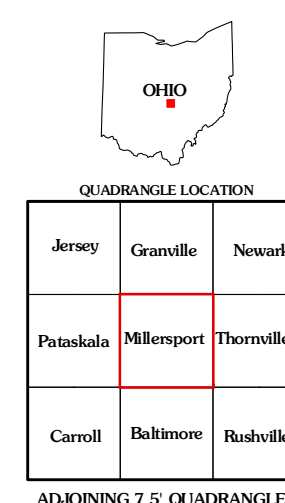 OHIO
QUADRANGLE LOCATION
Jersey Granville Newark
Pataskala Millersport Thornville
Carroll Baltimore Rushville
ADJOINING 7.5' QUADRANGLE